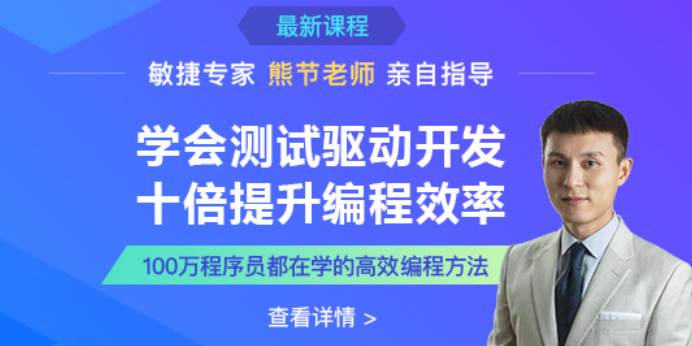 最新课程
敏捷专家 熊节老师 亲自指导
学会测试驱动开发
十倍提升编程效率
100万程序员都在学的高效编程方法
查看详情 >